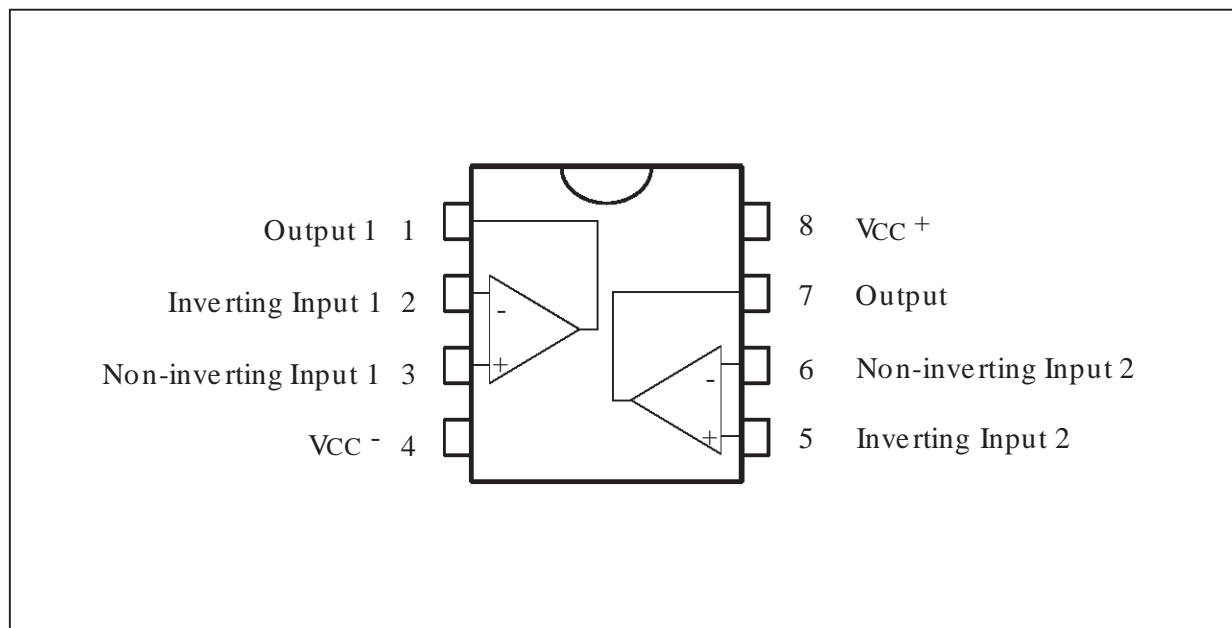 Output 1 1
Inverting Input 1 2
Non-inverting Input 1 3
VCC - 4
8 VCC +
7 Output
6 Non-inverting Input 2
5 Inverting Input 2
-
+
-
+